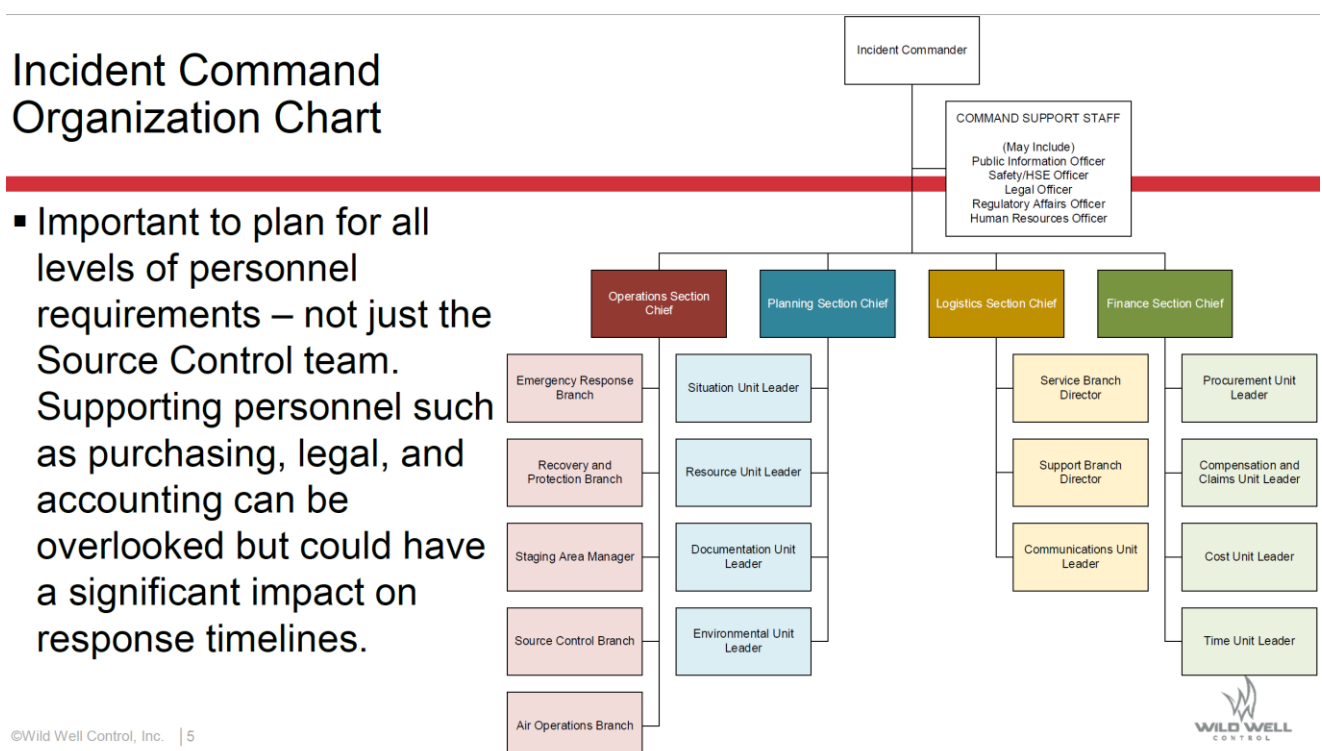 Incident Command
Organization Chart
▪ Important to plan for all
levels of personnel
requirements – not just the
Source Control team.
Supporting personnel such
as purchasing, legal, and
accounting can be
overlooked but could have
a significant impact on
response timelines.
Incident Commander
COMMAND SUPPORT STAFF
(May Include)
Public Information Officer
Safety/HSE Officer
Legal Officer
Regulatory Affairs Officer
Human Resources Officer
Operations Section
Chief
Emergency Response
Branch
Recovery and
Protection Branch
Staging Area Manager
Source Control Branch
Air Operations Branch
Planning Section Chief
Situation Unit Leader
Resource Unit Leader
Documentation Unit
Leader
Environmental Unit
Leader
Logistics Section Chief
Service Branch
Director
Support Branch
Director
Communications Unit
Leader
Finance Section Chief
Procurement Unit
Leader
Compensation and
Claims Unit Leader
Cost Unit Leader
Time Unit Leader
©Wild Well Control, Inc. | 5
WILD WELL
CONTROL